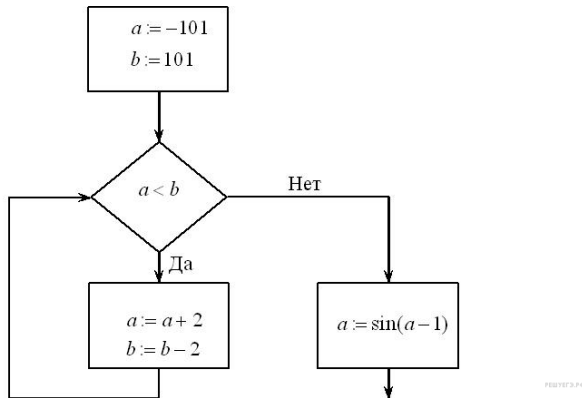 a := −101
b := 101
a < b
Нет
Да
a := a + 2
b := b − 2
a := sin(a − 1)